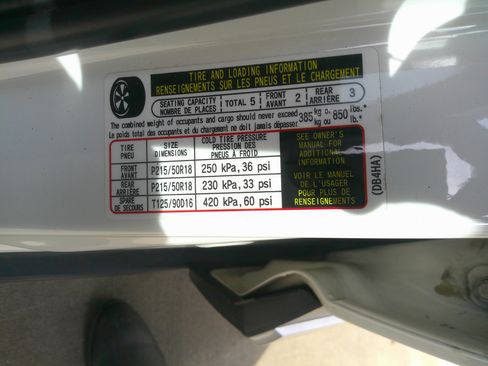 TIRE AND LOADING INFORMATION
RENSEIGNEMENTS SUR LES PNEUS ET LE CHARGEMENT
SEATING CAPACITY
NOMBRE DE PLACES
TOTAL 5
FRONT
AVANT
2
REAR
ARRIÈRE
3
The combined weight of occupants and cargo should never exceed
La poids total des occupants et du chargement ne doit jamais dépasser
385 kg o. ou kg ou 850 lbs. lb.
TIRE
PNEU
SIZE
DIMENSIONS
COLD TIRE PRESSURE
PRESSION DES
PNEUS À FROID
SEE OWNER'S
MANUAL FOR
ADDITIONAL
INFORMATION
FRONT
AVANT
P215/50R18
250 kPa, 36 psi
REAR
ARRIÈRE
P215/50R18
230 kPa, 33 psi
SPARE
DE SECOURS
T125/90D16
420 kPa, 60 psi
VOIR LE MANUEL
DE L'USAGER
POUR PLUS DE
RENSEIGNEMENTS
(DB4HA)